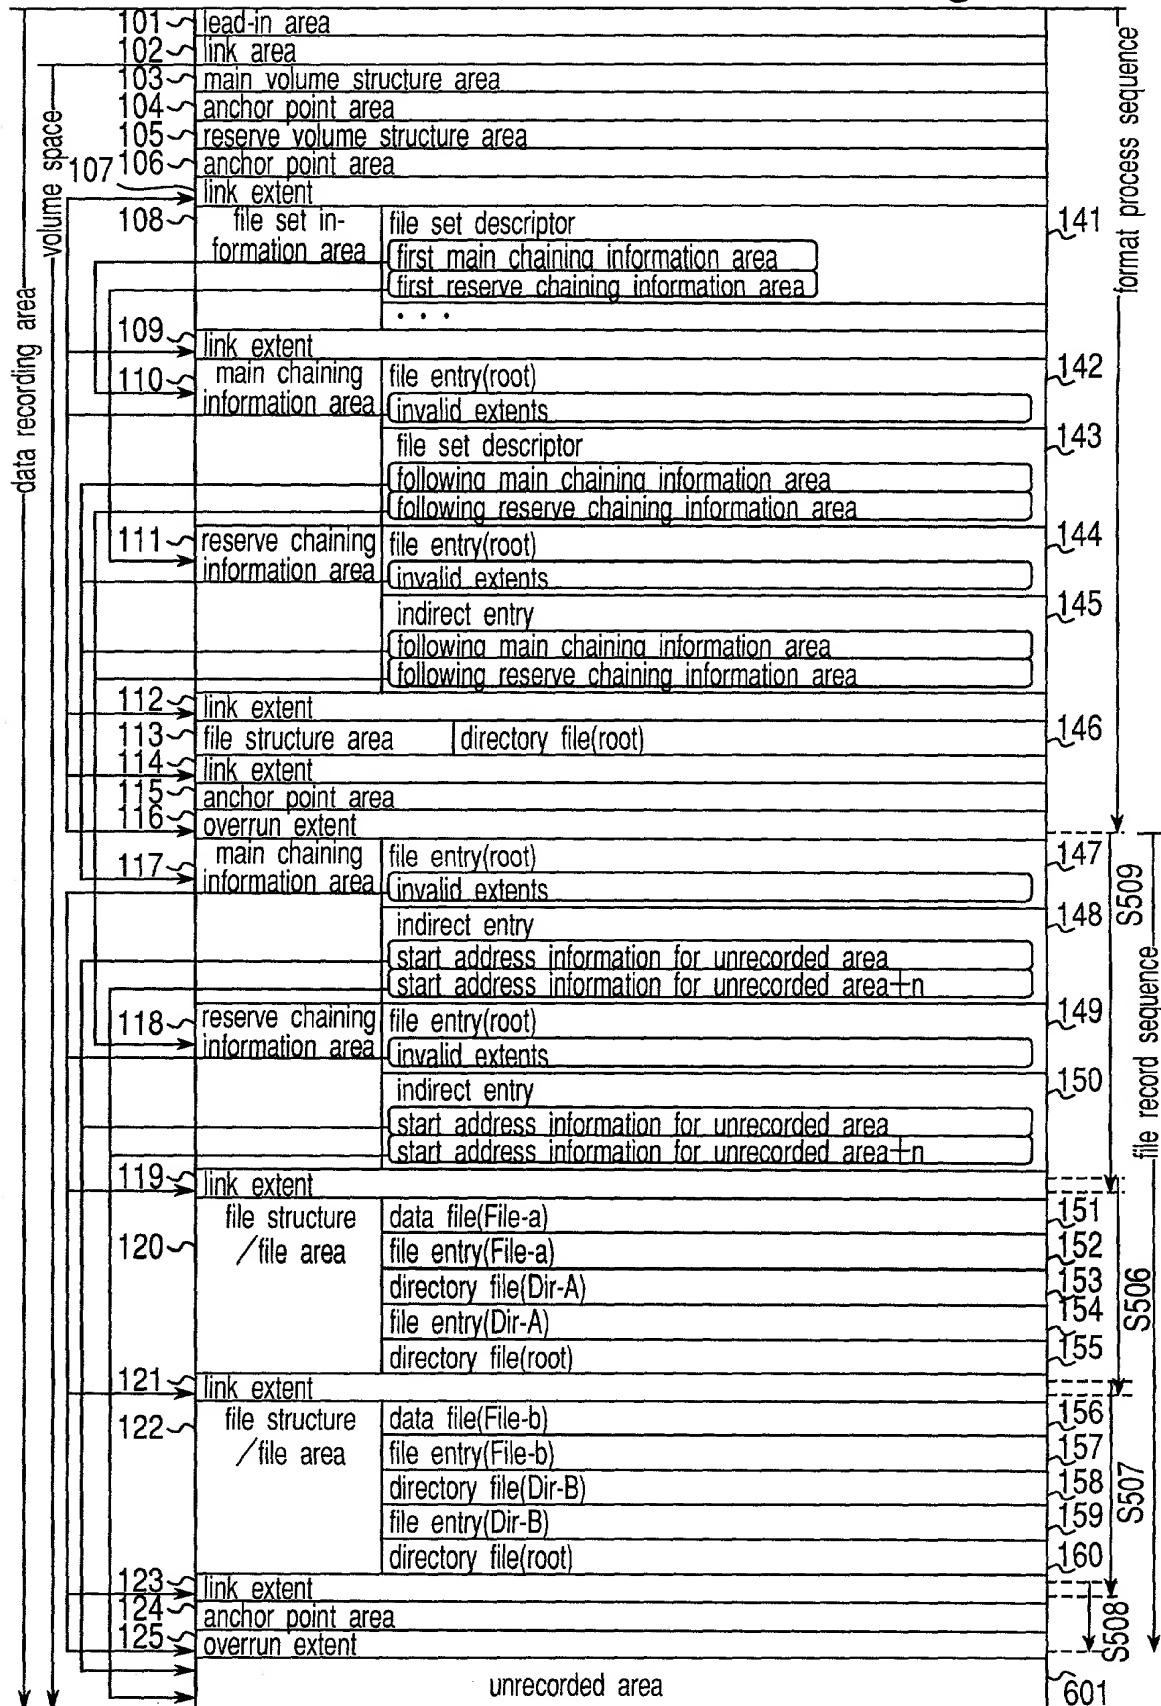 101 lead-in area
102 link area
103 main volume structure area
104 anchor point area
105 reserve volume structure area
106 anchor point area
107 link extent
108 file set in-formation area
file set descriptor 141
first main chaining information area
first reserve chaining information area
. . .
109 link extent
110 main chaining information area
file entry(root) 142
invalid extents
file set descriptor 143
following main chaining information area
following reserve chaining information area
111 reserve chaining information area
file entry(root) 144
invalid extents
indirect entry 145
following main chaining information area
following reserve chaining information area
112 link extent
113 file structure area directory file(root) 146
114 link extent
115 anchor point area
116 overrun extent
117 main chaining information area
file entry(root) 147
invalid extents
indirect entry 148
start address information for unrecorded area
start address information for unrecorded area+n
118 reserve chaining information area
file entry(root) 149
invalid extents
indirect entry 150
start address information for unrecorded area
start address information for unrecorded area+n
119 link extent
120 file structure /file area
data file(File-a) 151
file entry(File-a) 152
directory file(Dir-A) 153
file entry(Dir-A) 154
directory file(root) 155
121 link extent
122 file structure /file area
data file(File-b) 156
file entry(File-b) 157
directory file(Dir-B) 158
file entry(Dir-B) 159
directory file(root) 160
123 link extent
124 anchor point area
125 overrun extent
unrecorded area 601
data recording area
volume space
format process sequence
file record sequence
S509
S506
S507
S508